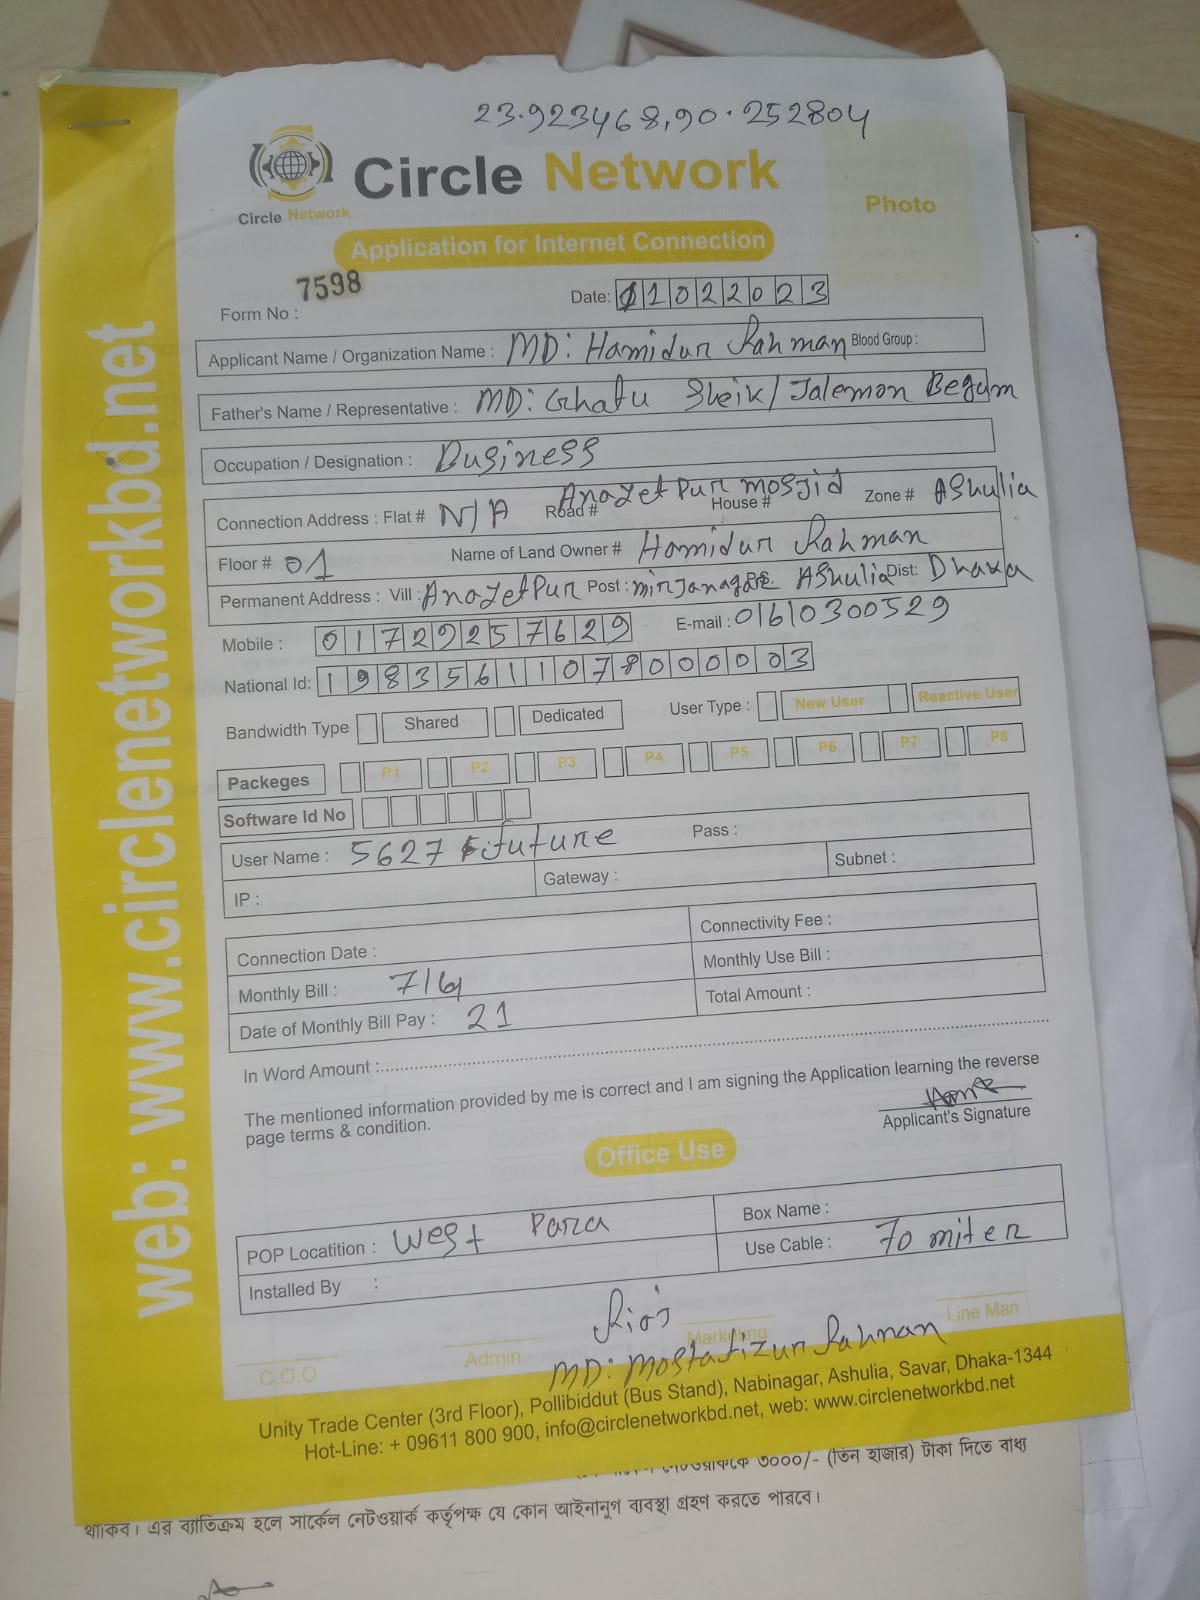 23.923468,90.252804
Circle Network
Circle Network
Photo
Application for Internet Connection
Form No : 7598
Date: 11022023
Applicant Name / Organization Name : MD: Hamidur Rahman Blood Group :
Father's Name / Representative : MD: Ghatu Sheik/ Jalemon Begum
Occupation / Designation : Business
Connection Address : Flat # N/A Road # House # Anayetpur mosjid Zone # AShulia
Floor # 01 Name of Land Owner # Hamidur Rahman
Permanent Address : Vill : Anayetpur Post : mirjanagar P.S: AShulia Dist: Dhaka
Mobile : 01729257629 E-mail : 01610300529
National Id: 19835611078000003
Bandwidth Type Shared Dedicated User Type : New User Reactive User
Packeges P1 P2 P3 P4 P5 P6 P7 P8
Software Id No
User Name : 5627 future Pass :
IP : Gateway : Subnet :
Connection Date : Connectivity Fee :
Monthly Bill : Monthly Use Bill :
Date of Monthly Bill Pay : 21 Total Amount :
In Word Amount :
The mentioned information provided by me is correct and I am signing the Application learning the reverse
page terms & condition.
Applicant's Signature
Office Use
POP Locatition : West Para Box Name :
Installed By : Use Cable : 70 miter
C.O.O Admin Marketing Line Man
MD: Mostafizur Rahman
Unity Trade Center (3rd Floor), Pollibiddut (Bus Stand), Nabinagar, Ashulia, Savar, Dhaka-1344
Hot-Line: + 09611 800 900, info@circlenetworkbd.net, web: www.circlenetworkbd.net
web: www.circlenetworkbd.net
৩০০০/- (তিন হাজার) টাকা দিতে বাধ্য
থাকিব। এর ব্যতিক্রম হলে সার্কেল নেটওয়ার্ক কর্তৃপক্ষ যে কোন আইনানুগ ব্যবস্থা গ্রহণ করতে পারবে।